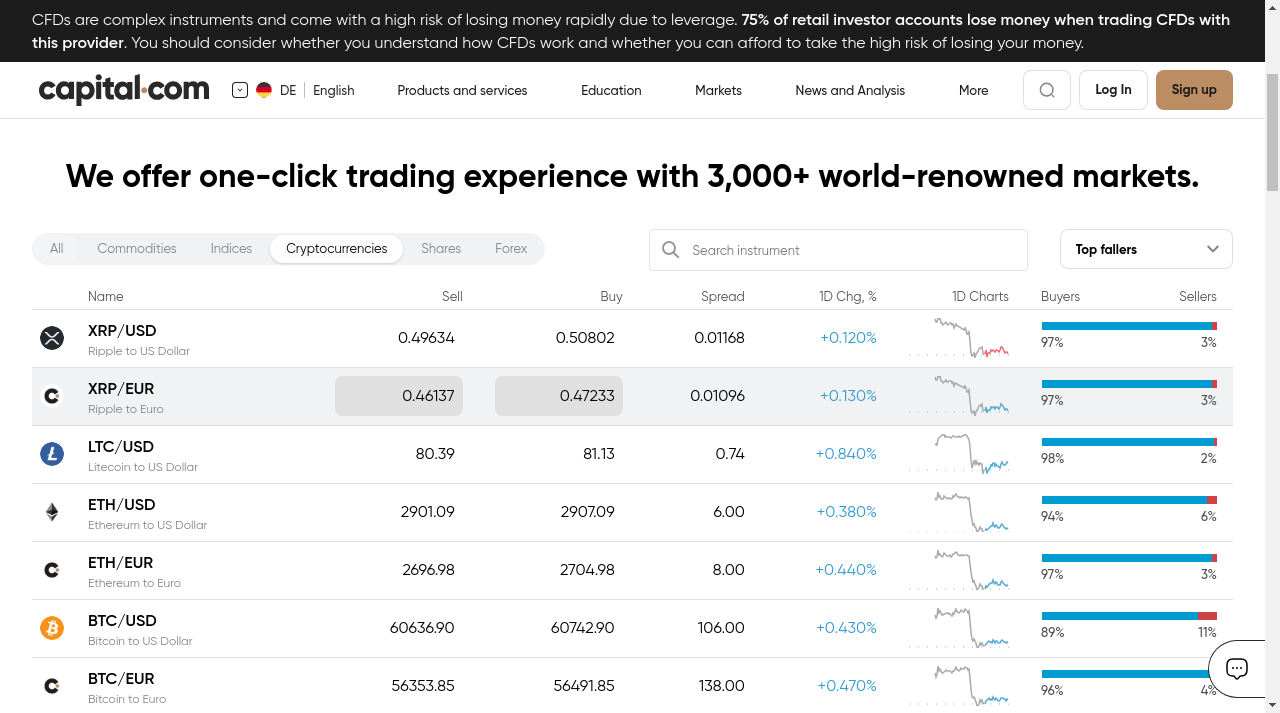 CFDs are complex instruments and come with a high risk of losing money rapidly due to leverage. 75% of retail investor accounts lose money when trading CFDs with
this provider. You should consider whether you understand how CFDs work and whether you can afford to take the high risk of losing your money.
capital.com DE English Products and services Education Markets News and Analysis More Log In Sign up
We offer one-click trading experience with 3,000+ world-renowned markets.
All Commodities Indices Cryptocurrencies Shares Forex Search instrument Top fallers
Name Sell Buy Spread 1D Chg, % 1D Charts Buyers Sellers
XRP/USD 0.49634 0.50802 0.01168 +0.120%
Ripple to US Dollar 97% 3%
XRP/EUR 0.46137 0.47233 0.01096 +0.130%
Ripple to Euro 97% 3%
LTC/USD 80.39 81.13 0.74 +0.840%
Litecoin to US Dollar 98% 2%
ETH/USD 2901.09 2907.09 6.00 +0.380%
Ethereum to US Dollar 94% 6%
ETH/EUR 2696.98 2704.98 8.00 +0.440%
Ethereum to Euro 97% 3%
BTC/USD 60636.90 60742.90 106.00 +0.430%
Bitcoin to US Dollar 89% 11%
BTC/EUR 56353.85 56491.85 138.00 +0.470%
Bitcoin to Euro 96% 4%